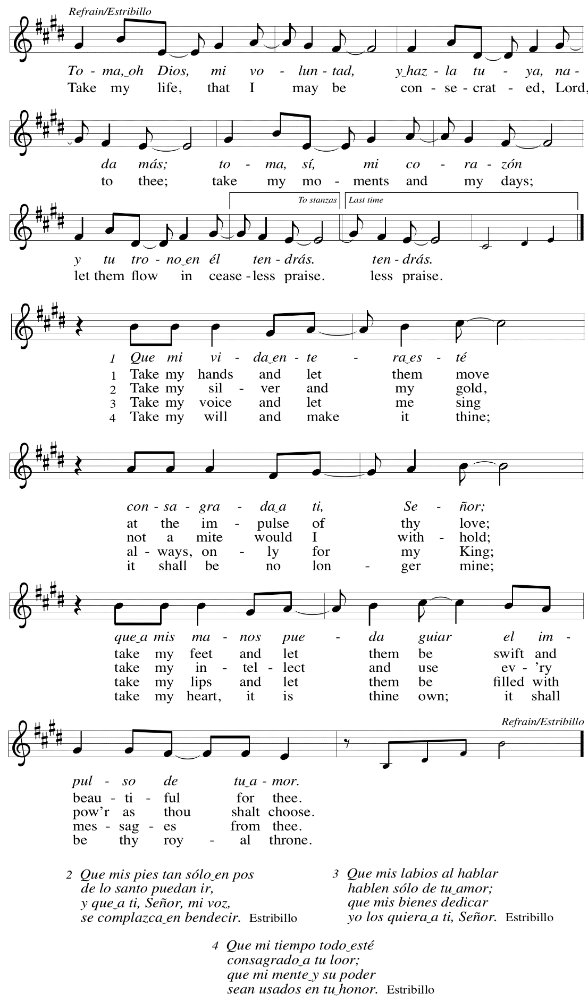 Refrain/Estribillo
To - ma,‿oh Dios, mi vo - lun - tad, y‿haz - la tu - ya, na -
Take my life, that I may be con - se - crat - ed, Lord,
da más; to - ma, sí, mi co - ra - zón
to thee; take my mo - ments and my days;
To stanzas Last time
y tu tro - no‿en él ten - drás. ten - drás.
let them flow in cease - less praise. less praise.
1 Que mi vi - da‿en - te - ra‿es - té
1 Take my hands and let them move
2 Take my sil - ver and my gold,
3 Take my voice and let me sing
4 Take my will and make it thine;
con - sa - gra - da‿a ti, Se - ñor;
at the im - pulse of thy love;
not a mite would I with - hold;
al - ways, on - ly for my King;
it shall be no lon - ger mine;
que‿a mis ma - nos pue - da guiar el im -
take my feet and let them be swift and
take my in - tel - lect and use ev - 'ry
take my lips and let them be filled with
take my heart, it is thine own; it shall
Refrain/Estribillo
pul - so de tu‿a - mor.
beau - ti - ful for thee.
pow'r as thou shalt choose.
mes - sag - es from thee.
be thy roy - al throne.
2 Que mis pies tan sólo‿en pos
de lo santo puedan ir,
y que‿a ti, Señor, mi voz,
se complazca‿en bendecir. Estribillo
3 Que mis labios al hablar
hablen sólo de tu‿amor;
que mis bienes dedicar
yo los quiera‿a ti, Señor. Estribillo
4 Que mi tiempo todo‿esté
consagrado‿a tu loor;
que mi mente‿y su poder
sean usados en tu‿honor. Estribillo